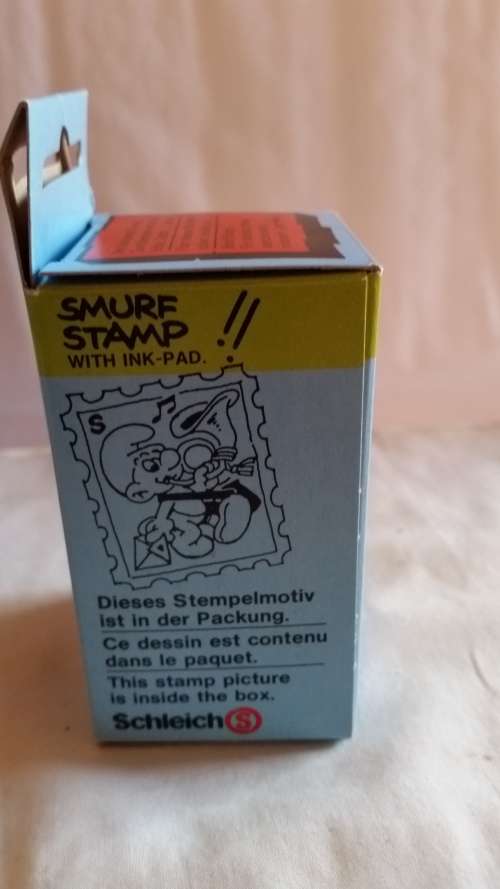 SMURF
STAMP !!
WITH INK-PAD.
S
Dieses Stempelmotiv
ist in der Packung.
Ce dessin est contenu
dans le paquet.
This stamp picture
is inside the box.
Schleich S